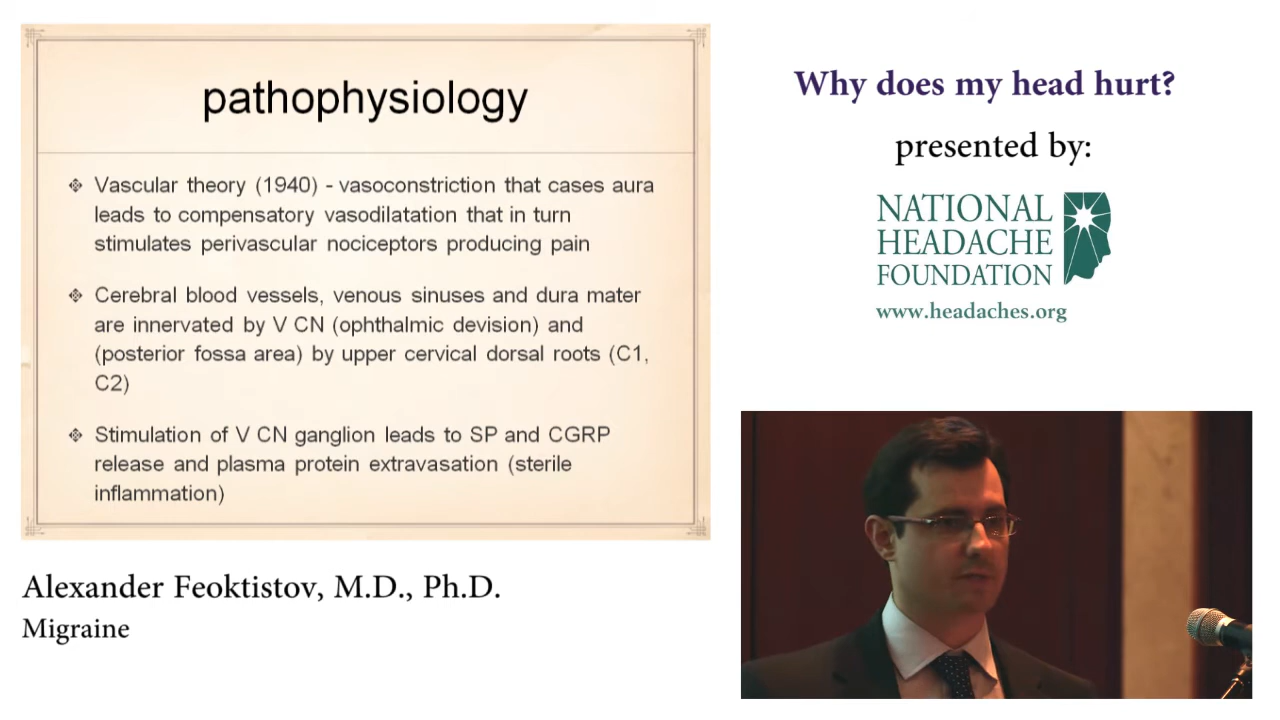 pathophysiology
Vascular theory (1940) - vasoconstriction that cases aura
leads to compensatory vasodilatation that in turn
stimulates perivascular nociceptors producing pain
Cerebral blood vessels, venous sinuses and dura mater
are innervated by V CN (ophthalmic devision) and
(posterior fossa area) by upper cervical dorsal roots (C1,
C2)
Stimulation of V CN ganglion leads to SP and CGRP
release and plasma protein extravasation (sterile
inflammation)
Alexander Feoktistov, M.D., Ph.D.
Migraine
Why does my head hurt?
presented by:
NATIONAL
HEADACHE
FOUNDATION
www.headaches.org